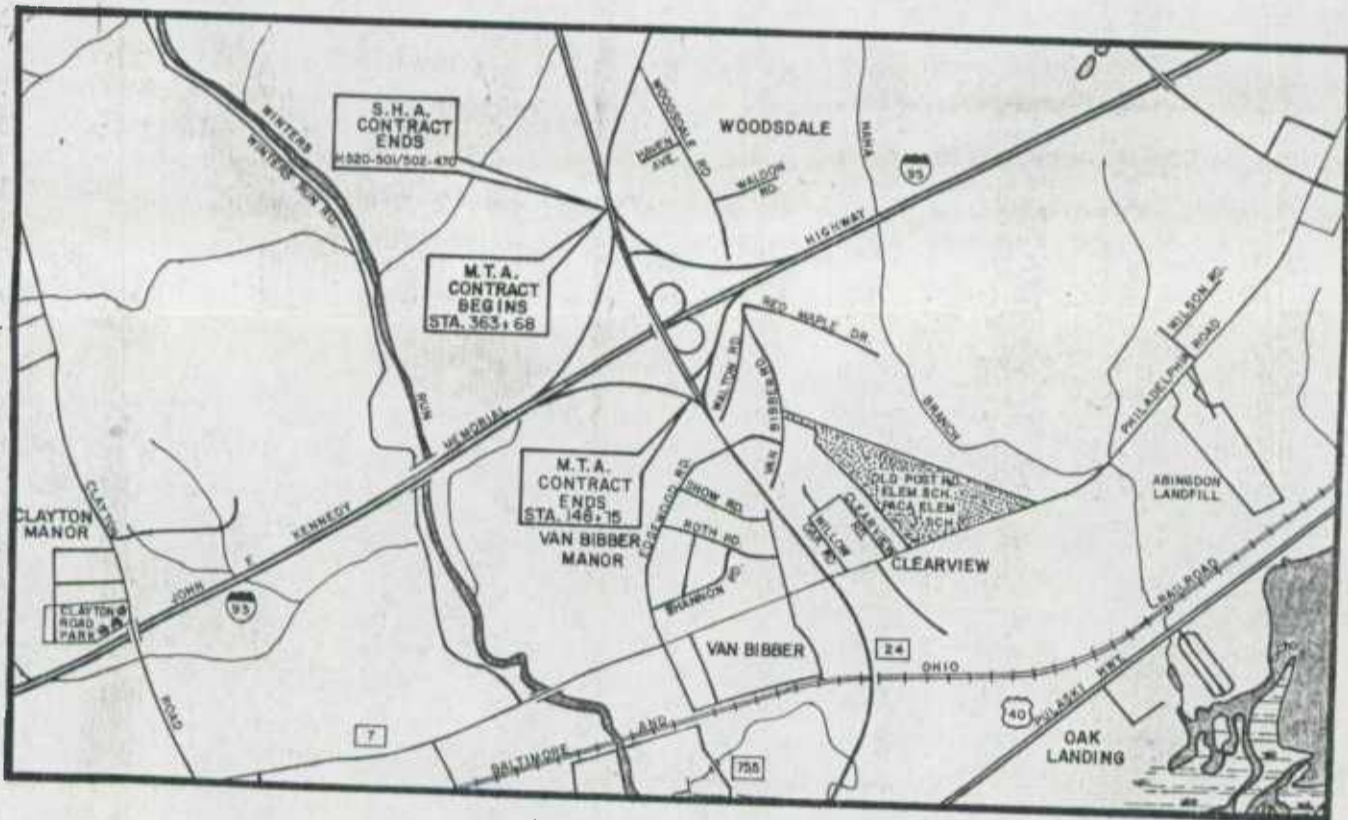 S.H.A.
CONTRACT
ENDS
WINTERS
WINTERS RUN RD.
WOODSDALE RD.
HAVEN
AVE.
WOODSDALE
WALDON
RD.
HAHA
95
HIGHWAY
M.T.A.
CONTRACT
BEGINS
STA. 363+68
RED MAPLE DR.
WALTON RD.
VAN BIBBER RD.
WILSON RD.
PHILADELPHIA ROAD
BRANCH
RUN
MEMORIAL
M.T.A.
CONTRACT
ENDS
STA. 148+15
VAN BIBBER
MANOR
EDGEWOOD RD.
SHOW RD.
ROTH RD.
SHANNON RD.
WILLOW
OAK RD.
CLEARVIEW
RD.
OLD POST RD.
ELEM. SCH.
PACA ELEM
SCH.
CLEARVIEW
ABINGDON
LANDFILL
CLAYTON
MANOR
CLAYTON
KENNEDY
F.
JOHN
95
CLAYTON
ROAD
PARK
ROAD
VAN BIBBER
24
OHIO
RAILROAD
7
BALTIMORE AND
755
40
PULASKI HWY.
OAK
LANDING